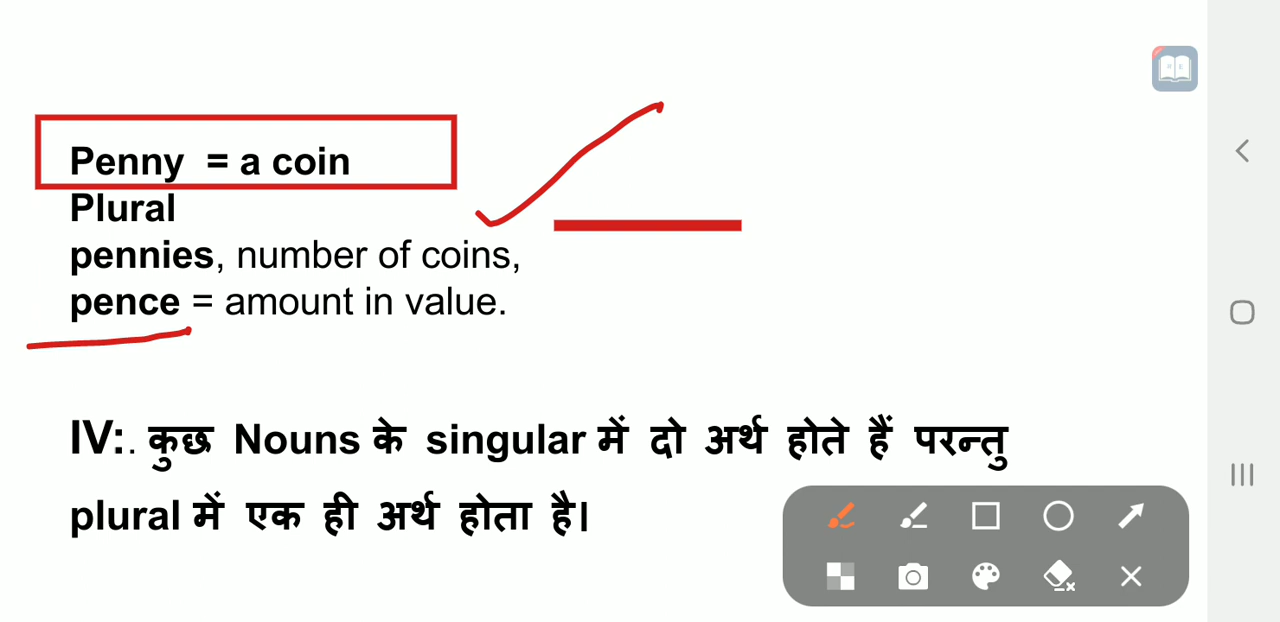 Penny = a coin
Plural
pennies, number of coins,
pence = amount in value.
IV:. कुछ Nouns के singular में दो अर्थ होते हैं परन्तु
plural में एक ही अर्थ होता है।